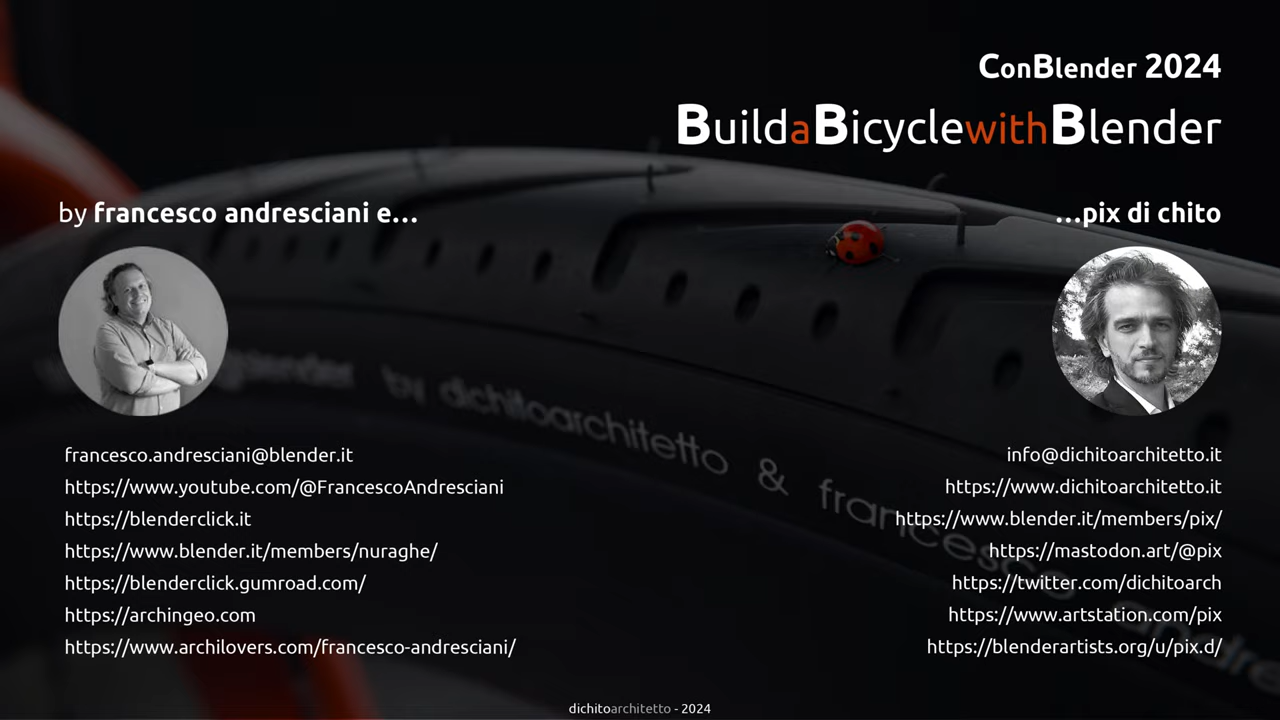 ConBlender 2024
BuildaBicyclewithBlender
by francesco andresciani e...
...pix di chito
by dichitoarchitetto & francesco andre
francesco.andresciani@blender.it
https://www.youtube.com/@FrancescoAndresciani
https://blenderclick.it
https://www.blender.it/members/nuraghe/
https://blenderclick.gumroad.com/
https://archingeo.com
https://www.archilovers.com/francesco-andresciani/
info@dichitoarchitetto.it
https://www.dichitoarchitetto.it
https://www.blender.it/members/pix/
https://mastodon.art/@pix
https://twitter.com/dichitoarch
https://www.artstation.com/pix
https://blenderartists.org/u/pix.d/
dichitoarchitetto - 2024